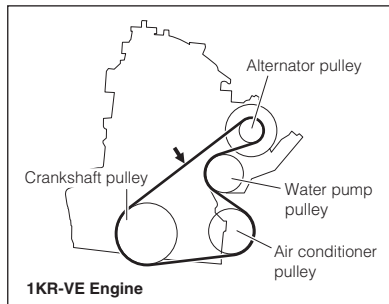 Alternator pulley
Crankshaft pulley
Water pump
pulley
Air conditioner
pulley
1KR-VE Engine